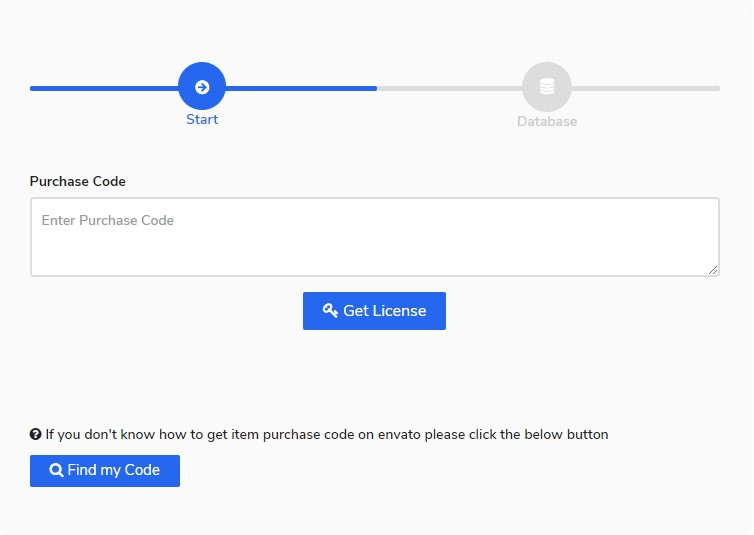 Start
Database
Purchase Code
Enter Purchase Code
Get License
If you don't know how to get item purchase code on envato please click the below button
Find my Code